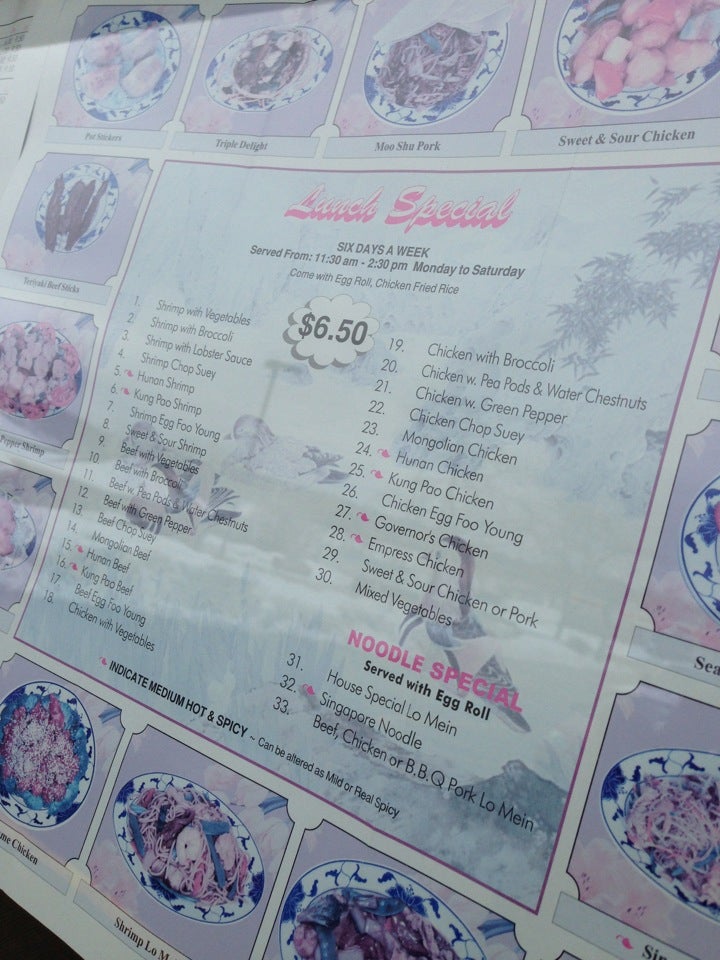 Pot Stickers
Triple Delight
Moo Shu Pork
Sweet & Sour Chicken
Teriyaki Beef Sticks
Pepper Shrimp
Lunch Special
SIX DAYS A WEEK
Served From: 11:30 am - 2:30 pm Monday to Saturday
Come with Egg Roll, Chicken Fried Rice
$6.50
1. Shrimp with Vegetables
2. Shrimp with Broccoli
3. Shrimp with Lobster Sauce
4. Shrimp Chop Suey
5. Hunan Shrimp
6. Kung Pao Shrimp
7. Shrimp Egg Foo Young
8. Sweet & Sour Shrimp
9. Beef with Vegetables
10. Beef with Broccoli
11. Beef w. Pea Pods & Water Chestnuts
12. Beef with Green Pepper
13. Beef Chop Suey
14. Mongolian Beef
15. Hunan Beef
16. Kung Pao Beef
17. Beef Egg Foo Young
18. Chicken with Vegetables
19. Chicken with Broccoli
20. Chicken w. Pea Pods & Water Chestnuts
21. Chicken w. Green Pepper
22. Chicken Chop Suey
23. Mongolian Chicken
24. Hunan Chicken
25. Kung Pao Chicken
26. Chicken Egg Foo Young
27. Governor's Chicken
28. Empress Chicken
29. Sweet & Sour Chicken or Pork
30. Mixed Vegetables
NOODLE SPECIAL
Served with Egg Roll
31. House Special Lo Mein
32. Singapore Noodle
33. Beef, Chicken or B.B.Q Pork Lo Mein
INDICATE MEDIUM HOT & SPICY ~ Can be altered as Mild or Real Spicy
Sea
me Chicken
Shrimp Lo M
Sin